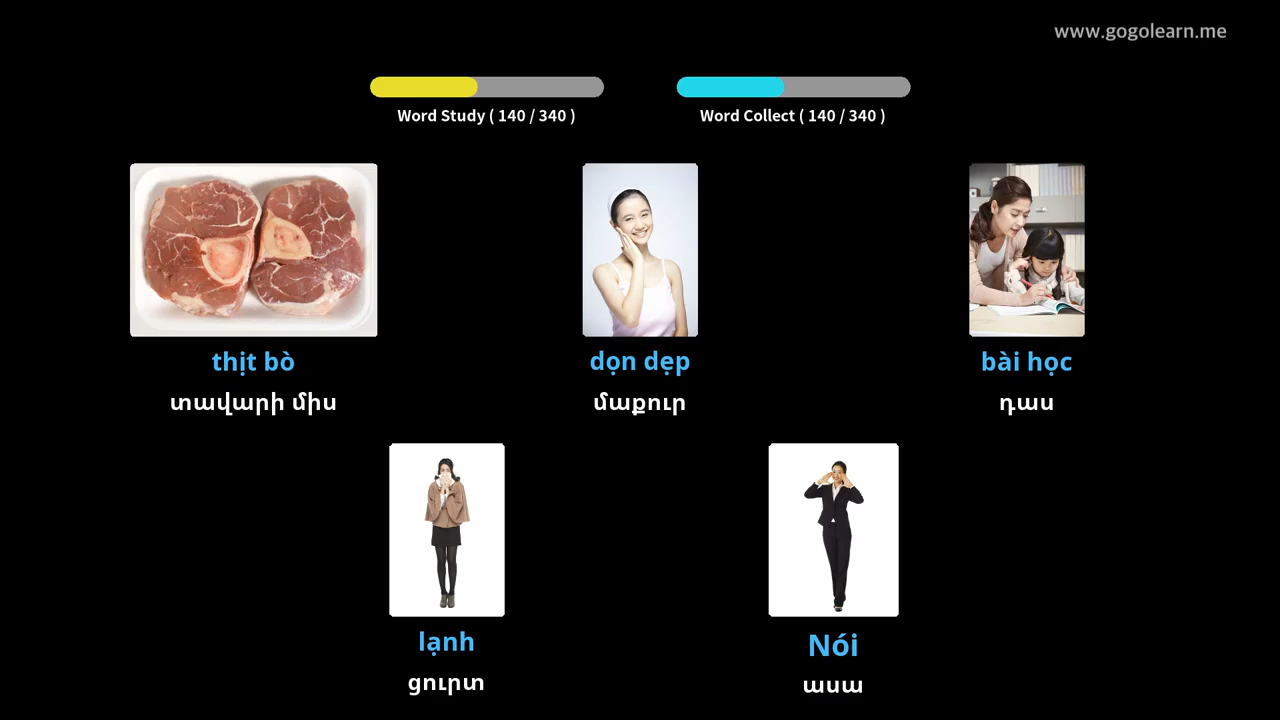 www.gogolearn.me
Word Study ( 140 / 340 )
Word Collect ( 140 / 340 )
thịt bò
տավարի միս
dọn dẹp
մաքուր
bài học
դաս
lạnh
ցուրտ
Nói
ասա